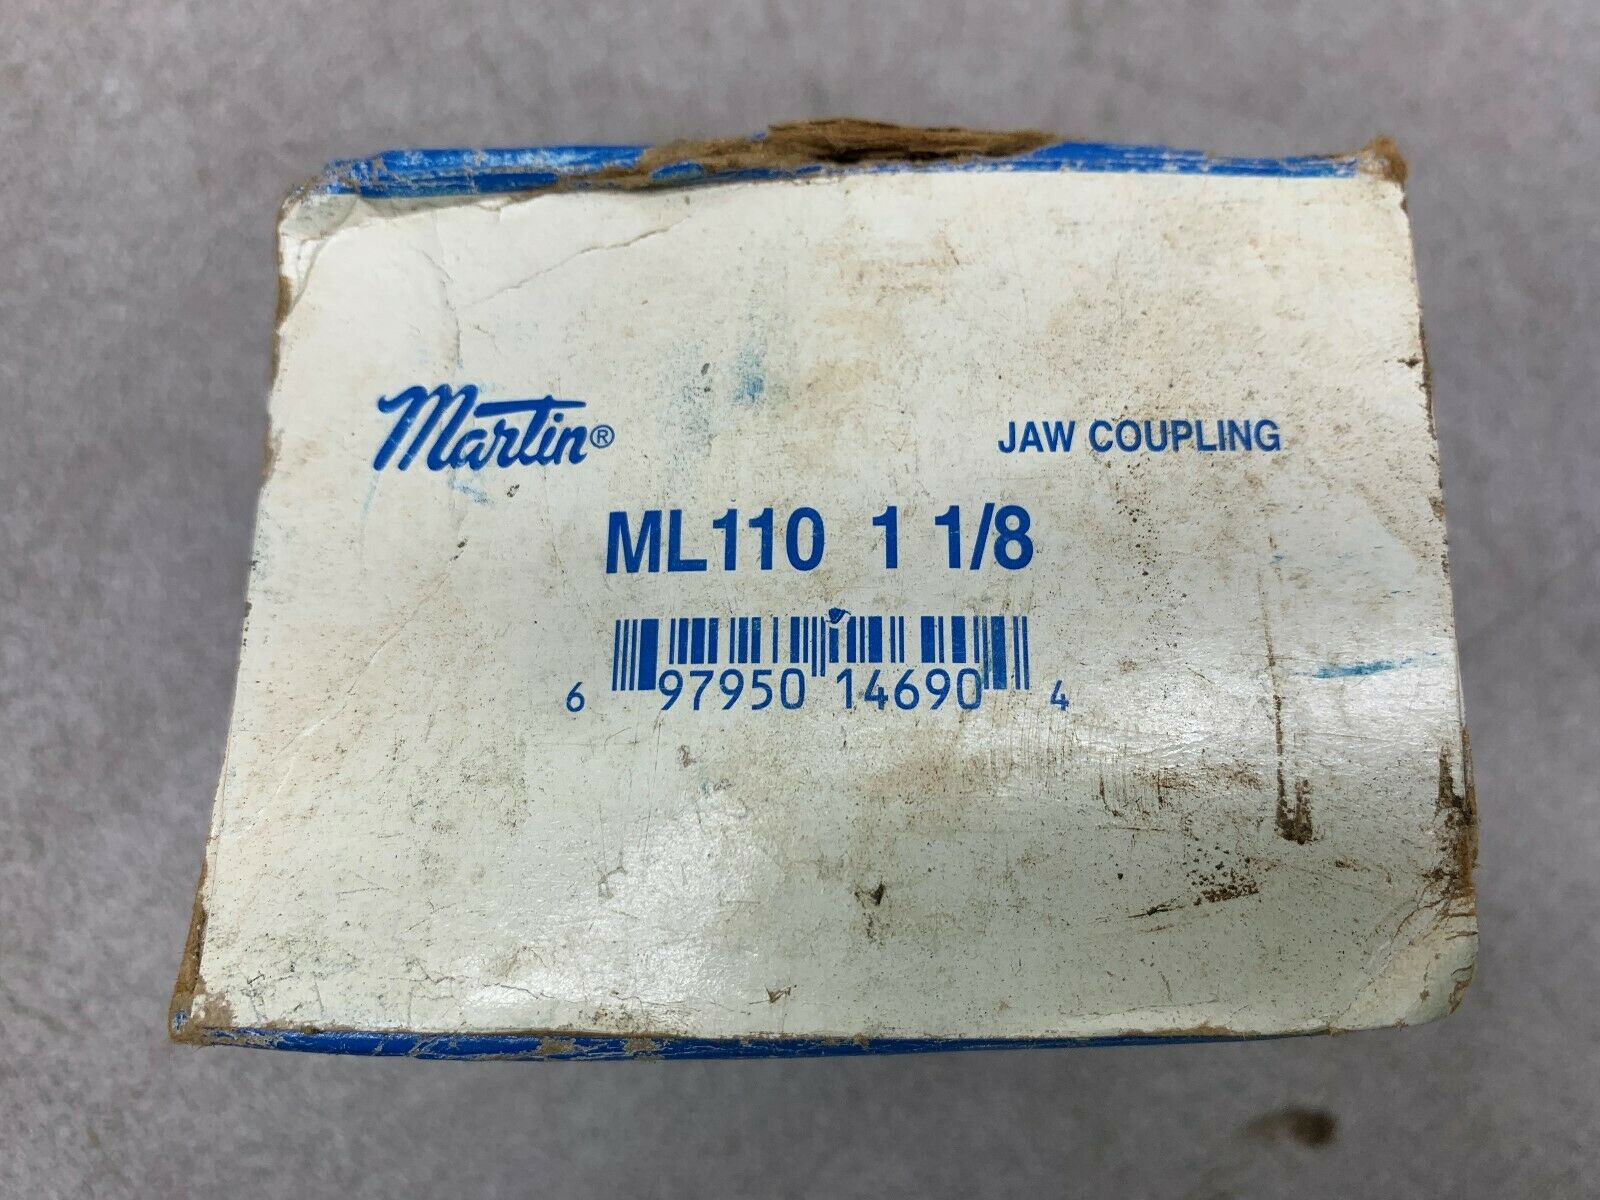 Martin®
JAW COUPLING
ML110 1 1/8
6 97950 14690 4